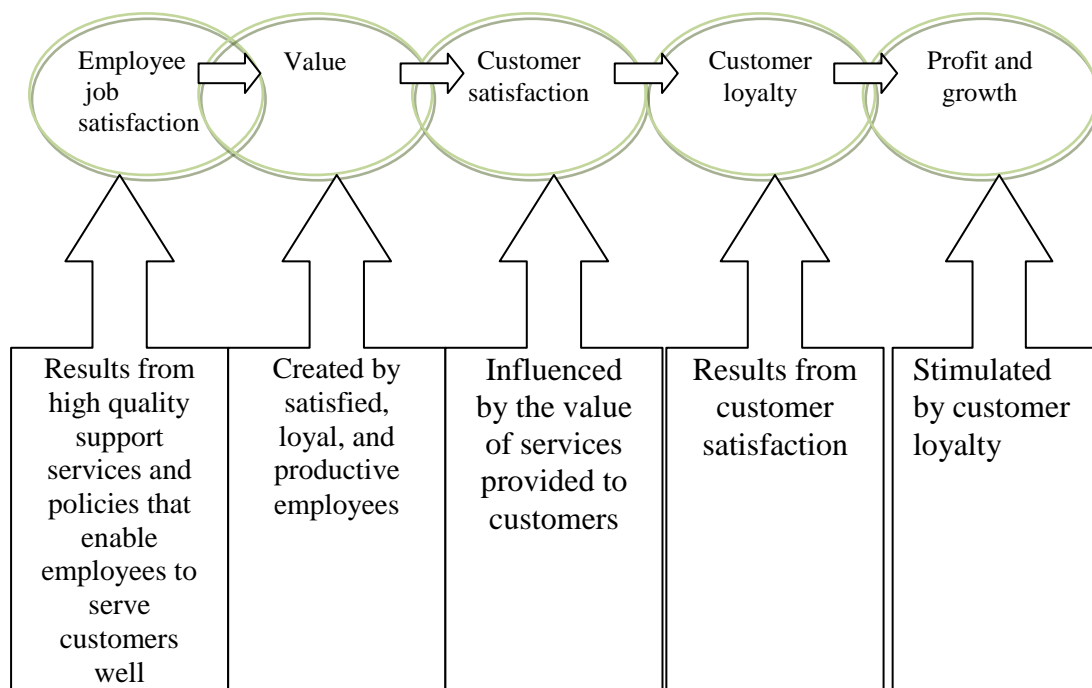 Employee
job
satisfaction
Value
Customer
satisfaction
Customer
loyalty
Profit and
growth
Results from
high quality
support
services and
policies that
enable
employees to
serve
customers
well
Created by
satisfied,
loyal, and
productive
employees
Influenced
by the value
of services
provided to
customers
Results from
customer
satisfaction
Stimulated
by customer
loyalty